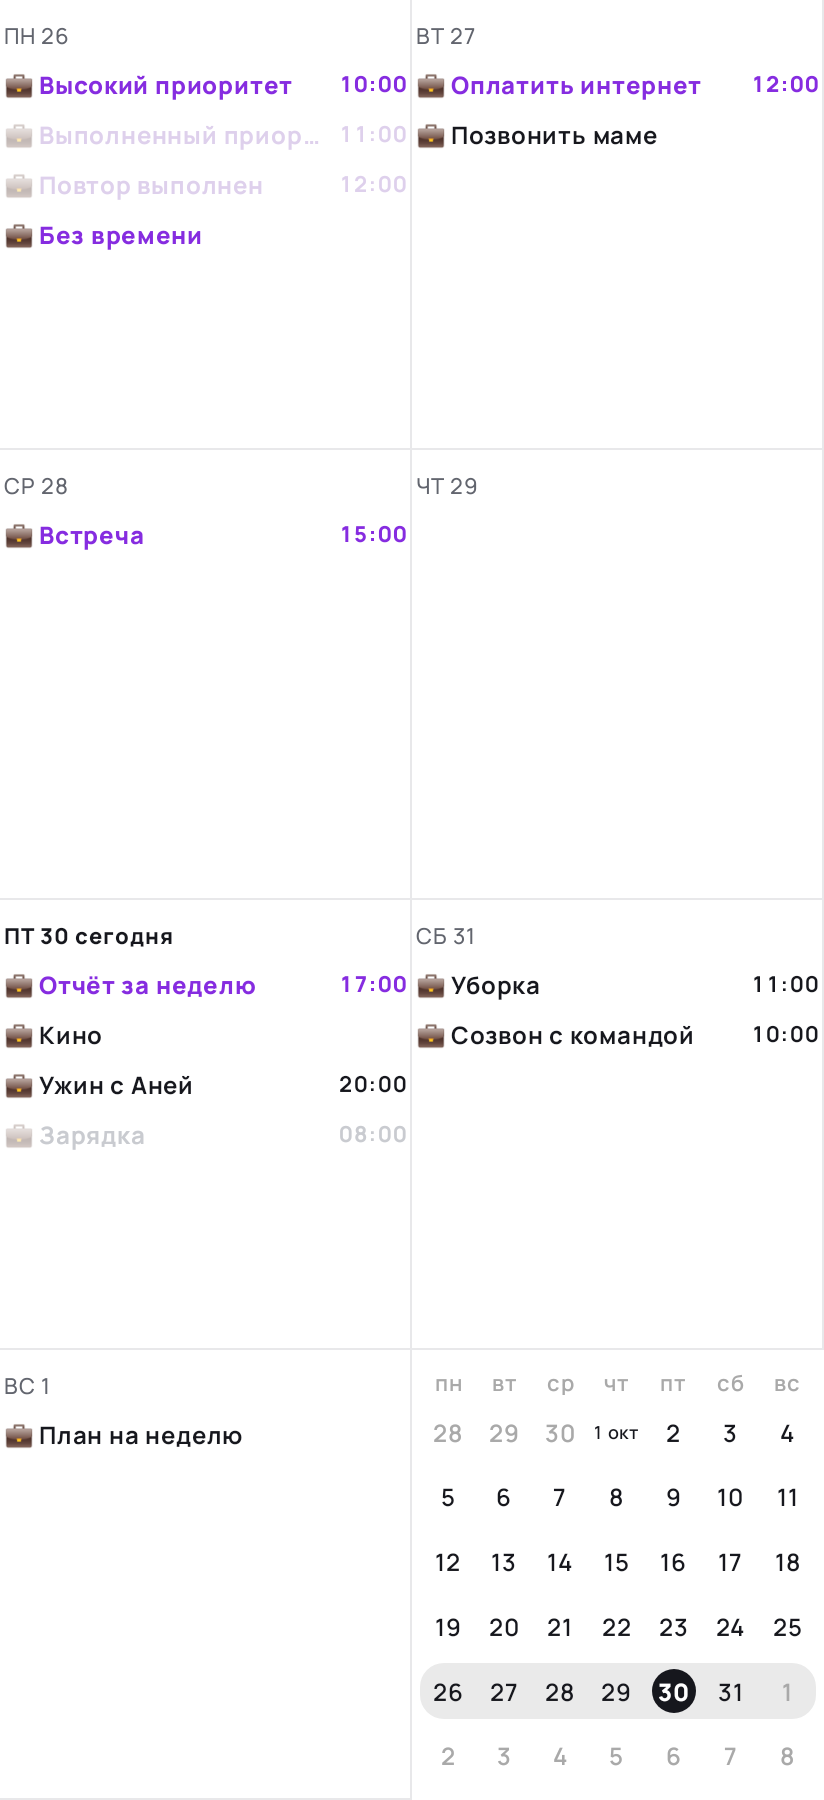 ПН 26
Высокий приоритет 10:00
Выполненный приор... 11:00
Повтор выполнен 12:00
Без времени
ВТ 27
Оплатить интернет 12:00
Позвонить маме
СР 28
Встреча 15:00
ЧТ 29
ПТ 30 сегодня
Отчёт за неделю 17:00
Кино
Ужин с Аней 20:00
Зарядка 08:00
СБ 31
Уборка 11:00
Созвон с командой 10:00
ВС 1
План на неделю
пн вт ср чт пт сб вс
28 29 30 1 окт 2 3 4
5 6 7 8 9 10 11
12 13 14 15 16 17 18
19 20 21 22 23 24 25
26 27 28 29 30 31 1
2 3 4 5 6 7 8